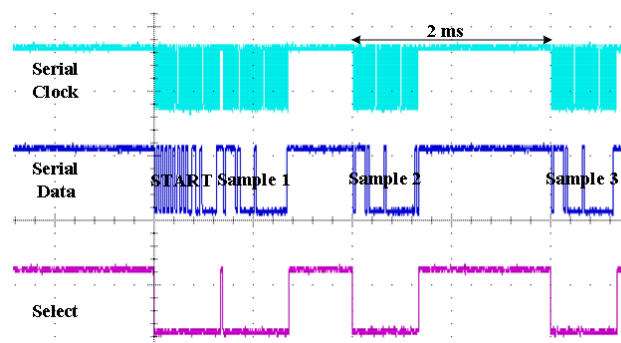 2 ms
Serial
Clock
Serial
Data
START Sample 1
Sample 2
Sample 3
Select